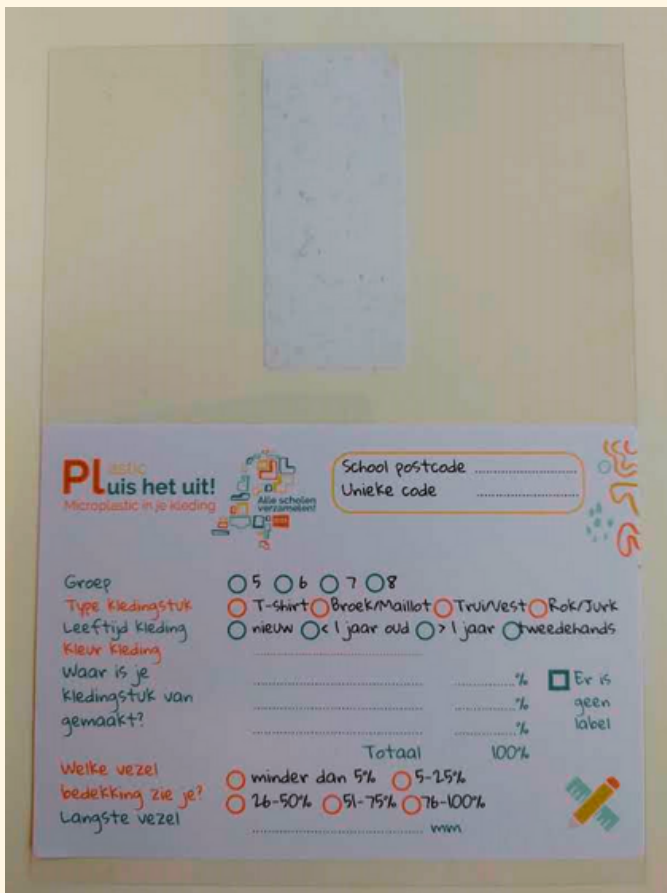 PLastic
uis het uit!
Microplastic in je kleding
Alle scholen
verzamelen!
School postcode ........................
Unieke code ........................
Groep 5 6 7 8
Type kledingstuk T-shirt Broek/Maillot Trui/Vest Rok/Jurk
Leeftijd kleding nieuw < 1 jaar oud > 1 jaar tweedehands
Kleur kleding ........................
Waar is je
kledingstuk van
gemaakt?
........................ ............%
........................ ............%
........................ ............%
Er is
geen
label
Totaal 100%
Welke vezel
bedekking zie je?
minder dan 5% 5-25%
26-50% 51-75% 76-100%
Langste vezel ........................ mm